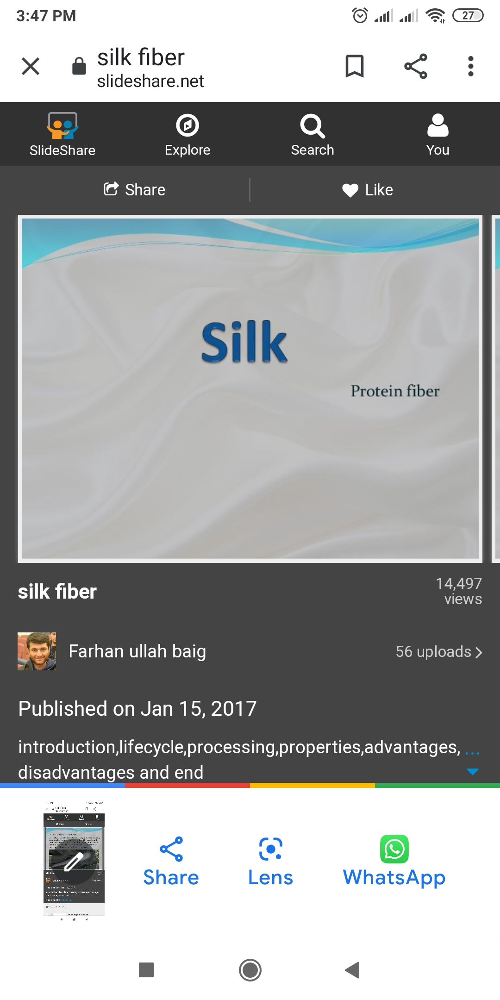 3:47 PM
27
silk fiber
slideshare.net
SlideShare
Explore
Search
You
Share
Like
Silk
Protein fiber
silk fiber
14,497
views
Farhan ullah baig
56 uploads
Published on Jan 15, 2017
introduction,lifecycle,processing,properties,advantages, ...
disadvantages and end
Share
Lens
WhatsApp